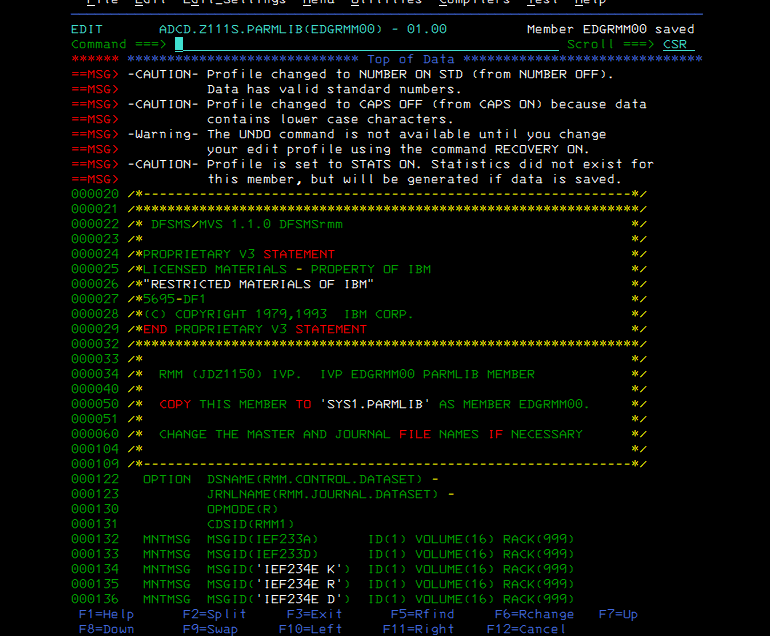 File Edit Edit_Settings Menu Utilities Compilers Test Help
EDIT ADCD.Z111S.PARMLIB(EDGRMM00) - 01.00 Member EDGRMM00 saved
Command ===> Scroll ===> CSR
****** ***************************** Top of Data ******************************
==MSG> -CAUTION- Profile changed to NUMBER ON STD (from NUMBER OFF).
==MSG> Data has valid standard numbers.
==MSG> -CAUTION- Profile changed to CAPS OFF (from CAPS ON) because data
==MSG> contains lower case characters.
==MSG> -Warning- The UNDO command is not available until you change
==MSG> your edit profile using the command RECOVERY ON.
==MSG> -CAUTION- Profile is set to STATS ON. Statistics did not exist for
==MSG> this member, but will be generated if data is saved.
000020 /*-------------------------------------------------------------*/
000021 /***************************************************************/
000022 /* DFSMS/MVS 1.1.0 DFSMSrmm */
000023 /* */
000024 /*PROPRIETARY V3 STATEMENT */
000025 /*LICENSED MATERIALS - PROPERTY OF IBM */
000026 /*"RESTRICTED MATERIALS OF IBM" */
000027 /*5695-DF1 */
000028 /*(C) COPYRIGHT 1979,1993 IBM CORP. */
000029 /*END PROPRIETARY V3 STATEMENT */
000032 /***************************************************************/
000033 /* */
000034 /* RMM (JDZ1150) IVP. IVP EDGRMM00 PARMLIB MEMBER */
000040 /* */
000050 /* COPY THIS MEMBER TO 'SYS1.PARMLIB' AS MEMBER EDGRMM00. */
000051 /* */
000060 /* CHANGE THE MASTER AND JOURNAL FILE NAMES IF NECESSARY */
000104 /* */
000109 /*-------------------------------------------------------------*/
000122 OPTION DSNAME(RMM.CONTROL.DATASET) -
000123 JRNLNAME(RMM.JOURNAL.DATASET) -
000130 OPMODE(R)
000131 CDSID(RMM1)
000132 MNTMSG MSGID(IEF233A) ID(1) VOLUME(16) RACK(999)
000133 MNTMSG MSGID(IEF233D) ID(1) VOLUME(16) RACK(999)
000134 MNTMSG MSGID('IEF234E K') ID(1) VOLUME(16) RACK(999)
000135 MNTMSG MSGID('IEF234E R') ID(1) VOLUME(16) RACK(999)
000136 MNTMSG MSGID('IEF234E D') ID(1) VOLUME(16) RACK(999)
F1=Help F2=Split F3=Exit F5=Rfind F6=Rchange F7=Up
F8=Down F9=Swap F10=Left F11=Right F12=Cancel